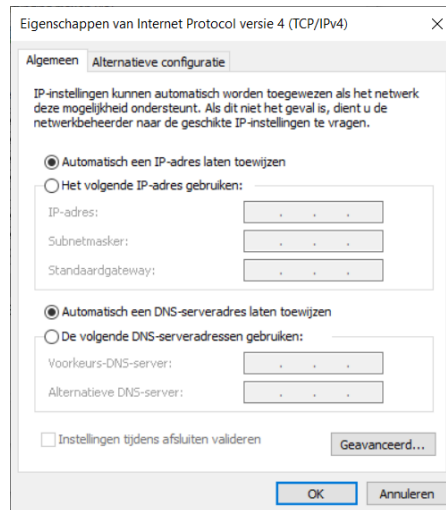 Eigenschappen van Internet Protocol versie 4 (TCP/IPv4)
Algemeen
Alternatieve configuratie
IP-instellingen kunnen automatisch worden toegewezen als het netwerk
deze mogelijkheid ondersteunt. Als dit niet het geval is, dient u de
netwerkbeheerder naar de geschikte IP-instellingen te vragen.
Automatisch een IP-adres laten toewijzen
Het volgende IP-adres gebruiken:
IP-adres:
Subnetmasker:
Standaardgateway:
Automatisch een DNS-serveradres laten toewijzen
De volgende DNS-serveradressen gebruiken:
Voorkeurs-DNS-server:
Alternatieve DNS-server:
Instellingen tijdens afsluiten valideren
Geavanceerd...
OK
Annuleren